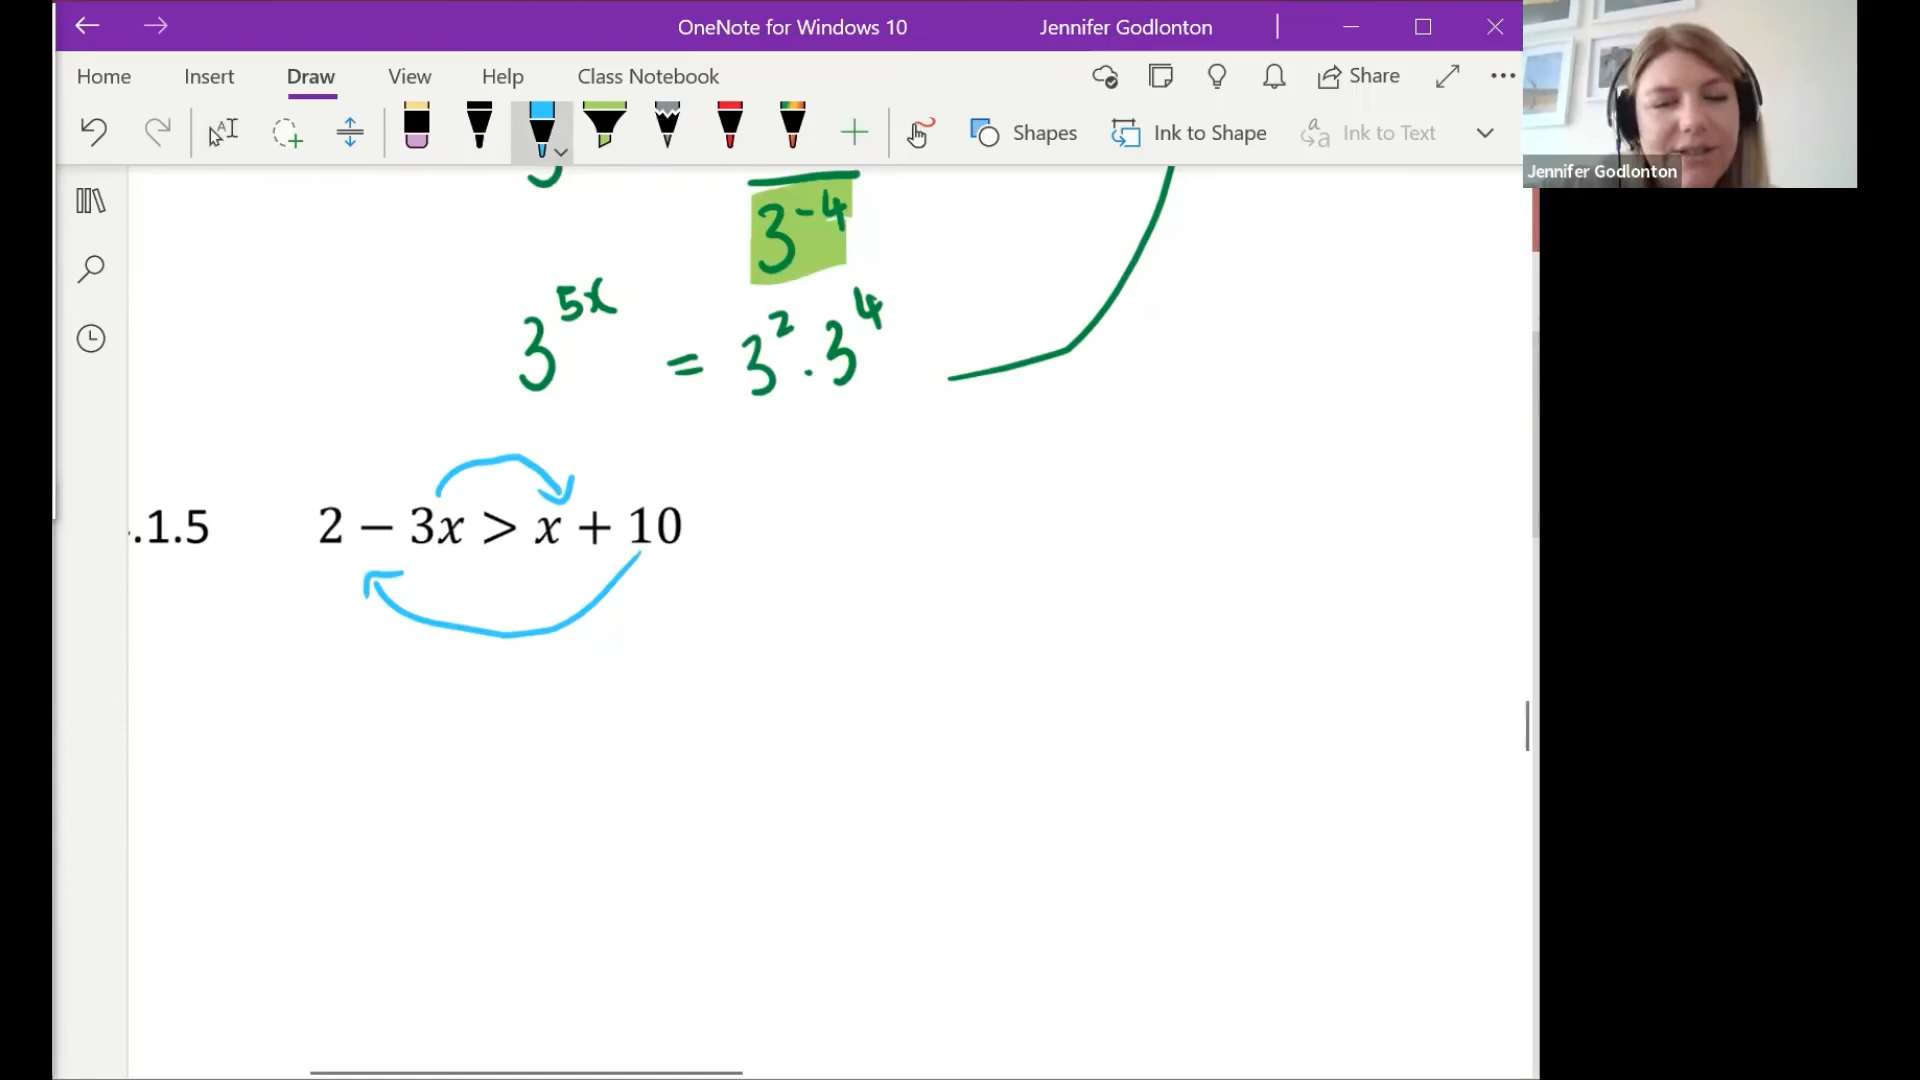 OneNote for Windows 10 Jennifer Godlonton
Home Insert Draw View Help Class Notebook Share
Shapes Ink to Shape Ink to Text
Jennifer Godlonton
3^-4
3^5x = 3^2 . 3^4
.1.5 2 − 3x > x + 10